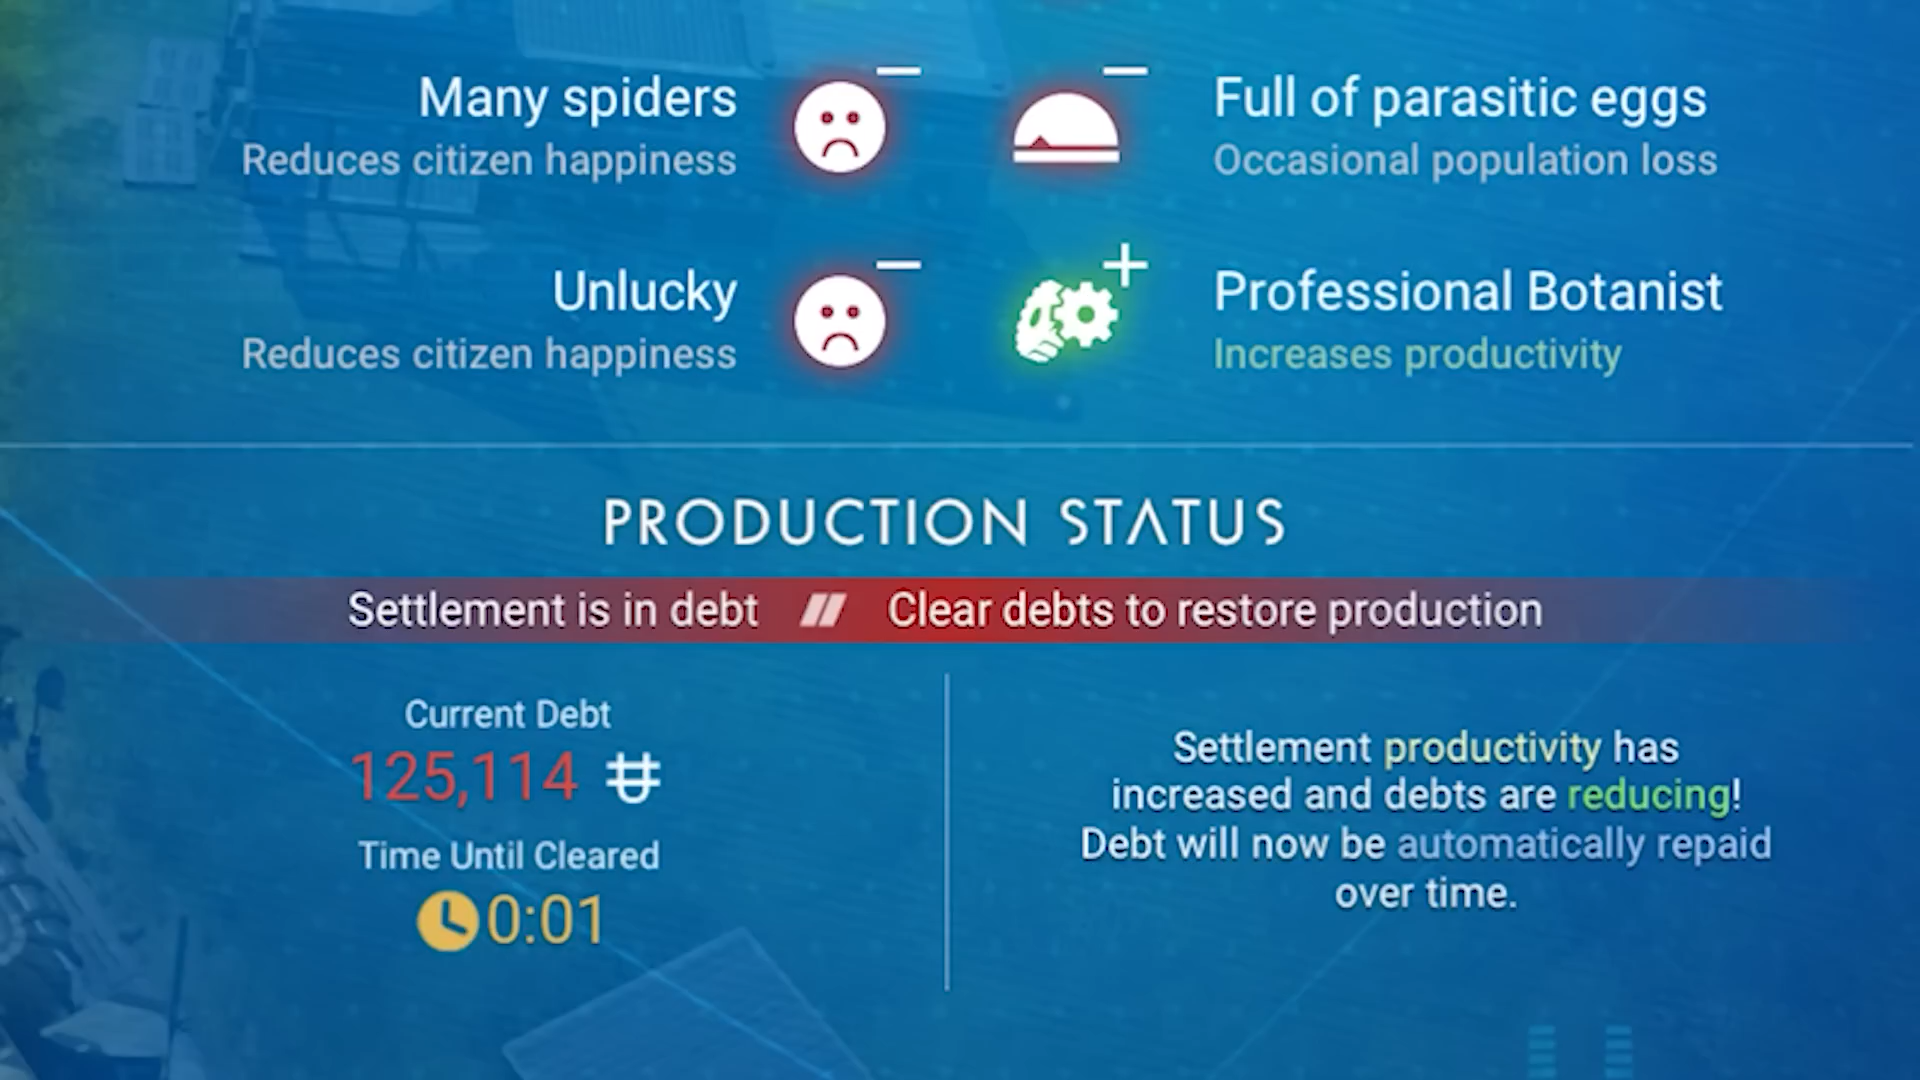 Many spiders
Reduces citizen happiness
Full of parasitic eggs
Occasional population loss
Unlucky
Reduces citizen happiness
Professional Botanist
Increases productivity
PRODUCTION STATUS
Settlement is in debt // Clear debts to restore production
Current Debt
125,114
Time Until Cleared
0:01
Settlement productivity has
increased and debts are reducing!
Debt will now be automatically repaid
over time.